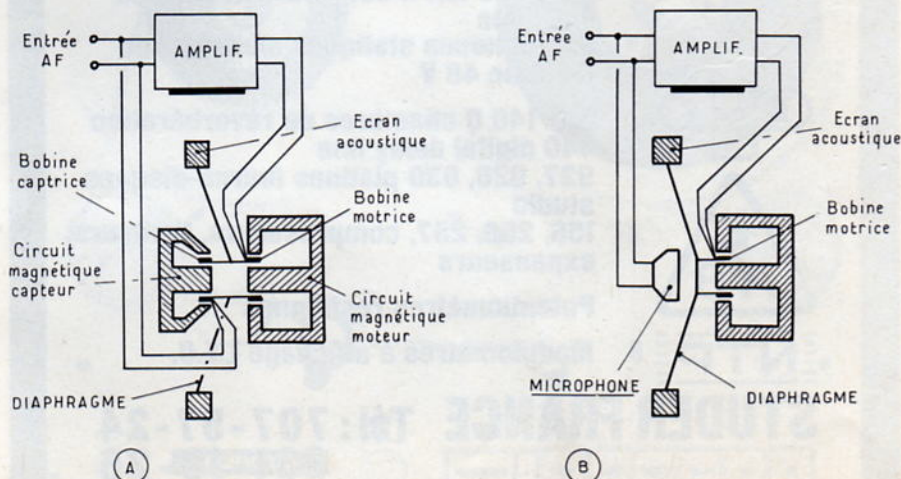 Entrée
AF
AMPLIF.
Ecran
acoustique
Bobine
captrice
Bobine
motrice
Circuit
magnétique
capteur
Circuit
magnétique
moteur
DIAPHRAGME
A
Entrée
AF
AMPLIF.
Ecran
acoustique
Bobine
motrice
MICROPHONE
DIAPHRAGME
B
STUDER FRANCE